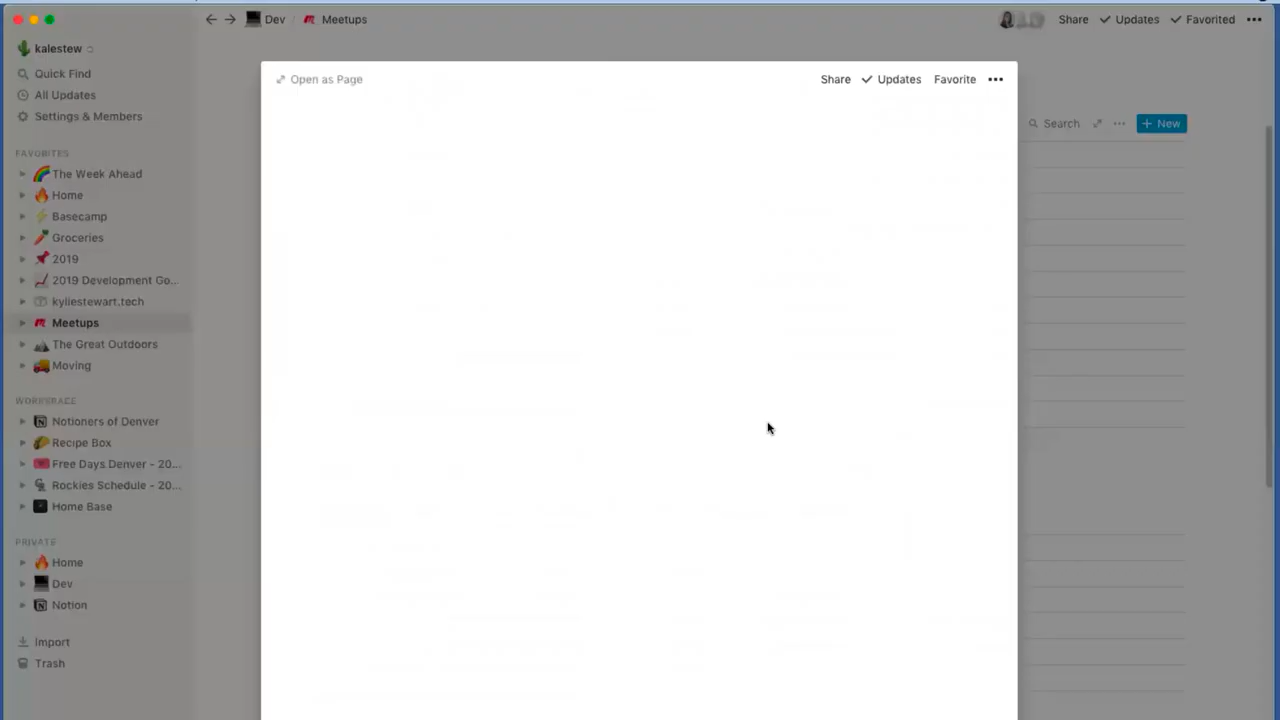 Dev / Meetups Share Updates Favorited •••
kalestew
Quick Find
All Updates
Settings & Members
FAVORITES
The Week Ahead
Home
Basecamp
Groceries
2019
2019 Development Go...
kyliestewart.tech
Meetups
The Great Outdoors
Moving
WORKSPACE
Notioners of Denver
Recipe Box
Free Days Denver - 20...
Rockies Schedule - 20...
Home Base
PRIVATE
Home
Dev
Notion
Import
Trash
Open as Page Share Updates Favorite •••
Search ••• + New